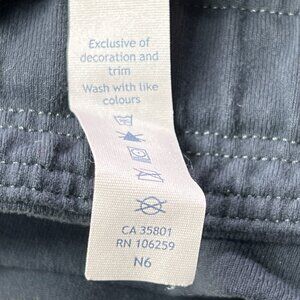 Exclusive of
decoration and
trim
Wash with like
colours
CA 35801
RN 106259
N6